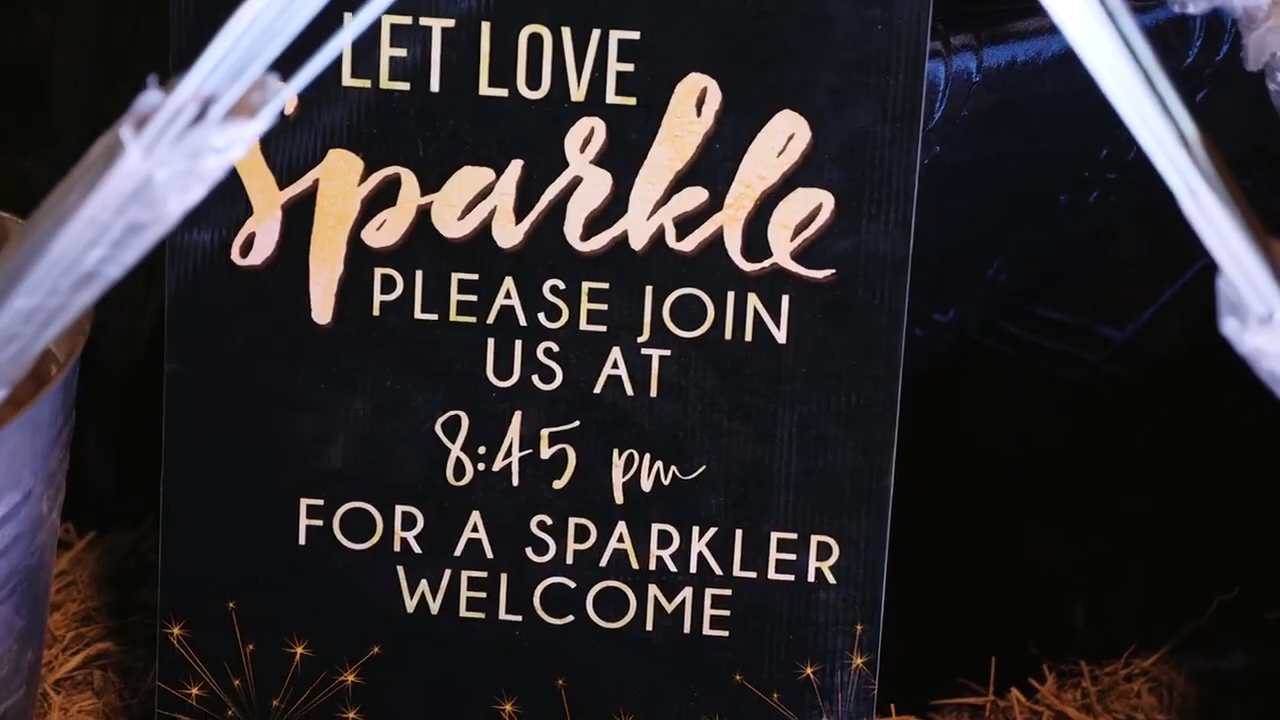 LET LOVE
sparkle
PLEASE JOIN
US AT
8:45 pm
FOR A SPARKLER
WELCOME